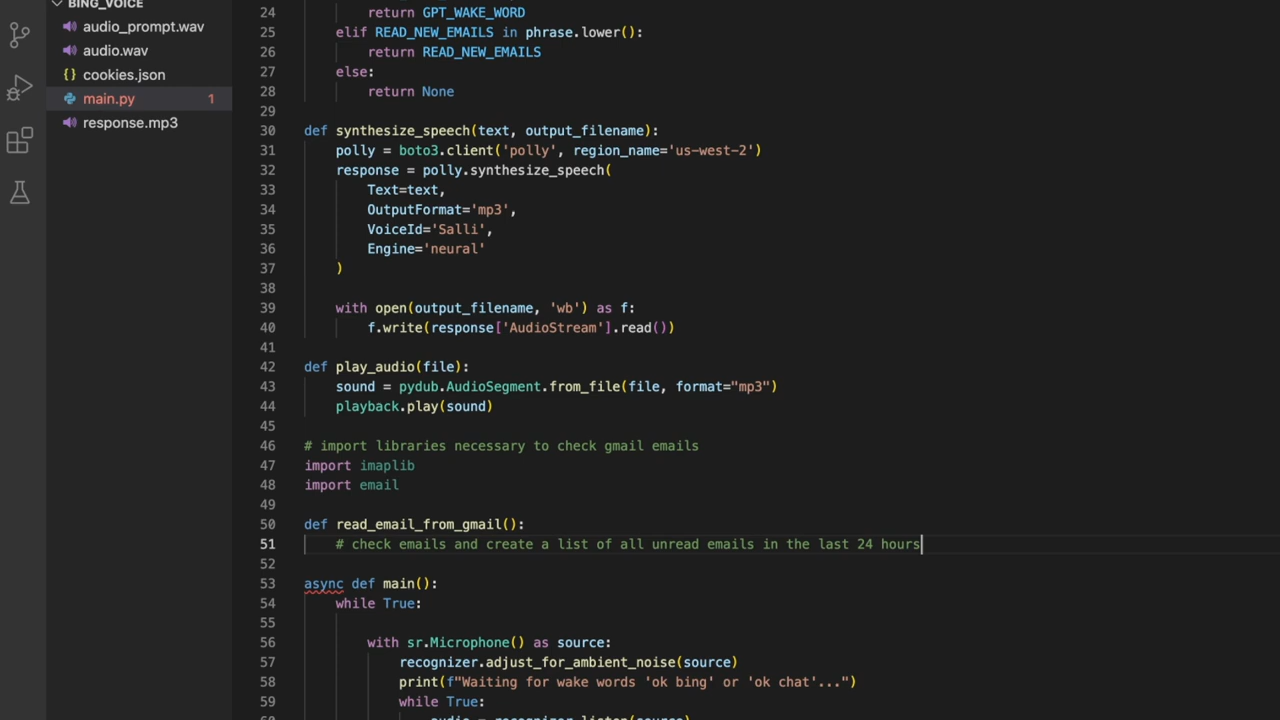 BING_VOICE
audio_prompt.wav
audio.wav
{} cookies.json
main.py 1
response.mp3
24 return GPT_WAKE_WORD
25 elif READ_NEW_EMAILS in phrase.lower():
26 return READ_NEW_EMAILS
27 else:
28 return None
29
30 def synthesize_speech(text, output_filename):
31 polly = boto3.client('polly', region_name='us-west-2')
32 response = polly.synthesize_speech(
33 Text=text,
34 OutputFormat='mp3',
35 VoiceId='Salli',
36 Engine='neural'
37 )
38
39 with open(output_filename, 'wb') as f:
40 f.write(response['AudioStream'].read())
41
42 def play_audio(file):
43 sound = pydub.AudioSegment.from_file(file, format="mp3")
44 playback.play(sound)
45
46 # import libraries necessary to check gmail emails
47 import imaplib
48 import email
49
50 def read_email_from_gmail():
51 # check emails and create a list of all unread emails in the last 24 hours
52
53 async def main():
54 while True:
55
56 with sr.Microphone() as source:
57 recognizer.adjust_for_ambient_noise(source)
58 print(f"Waiting for wake words 'ok bing' or 'ok chat'...")
59 while True:
60 audio = recognizer.listen(source)